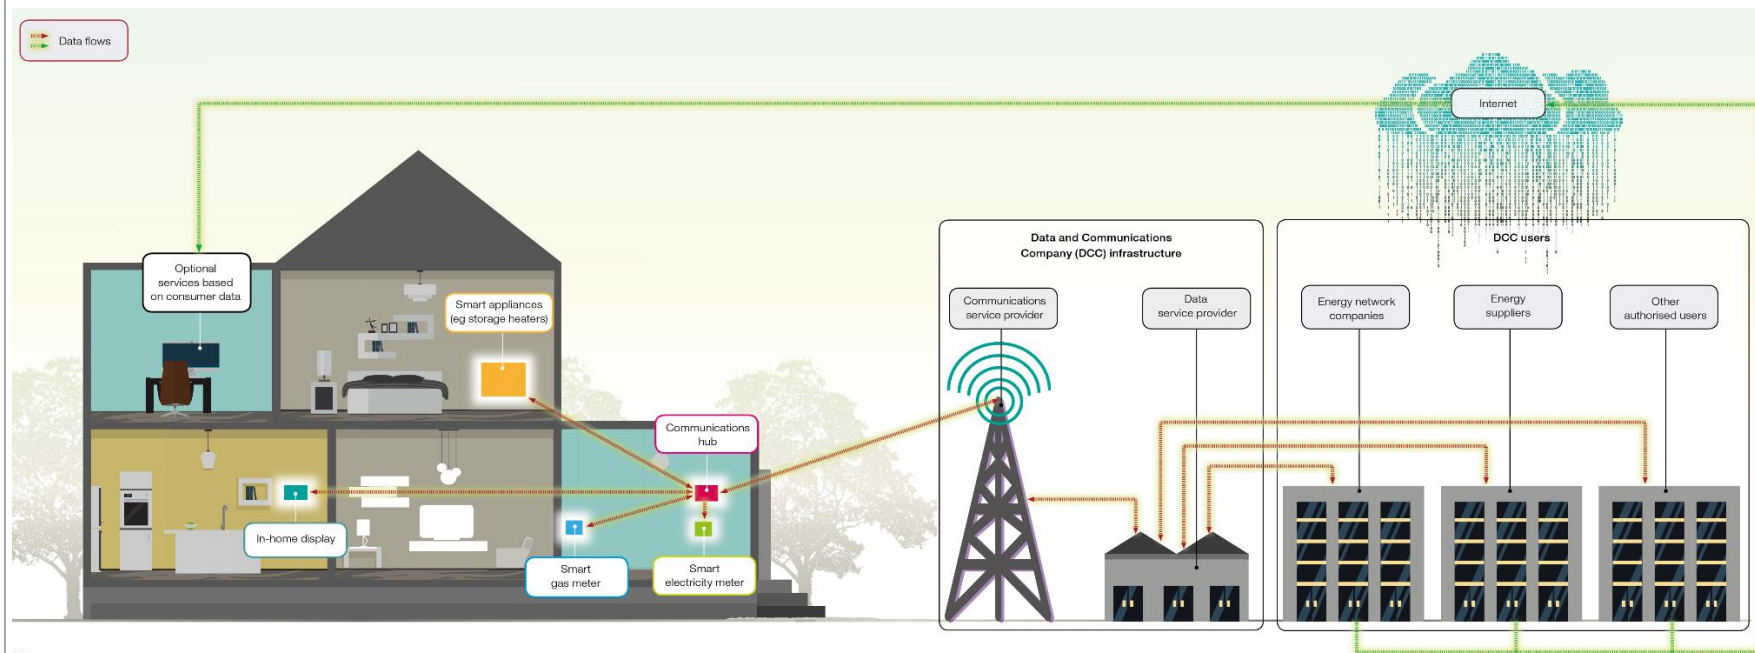 Data flows
Internet
Data and Communications
Company (DCC) infrastructure
DCC users
Optional
services based
on consumer data
Smart appliances
(eg storage heaters)
Communications
service provider
Data
service provider
Energy network
companies
Energy
suppliers
Other
authorised users
Communications
hub
In-home display
Smart
gas meter
Smart
electricity meter